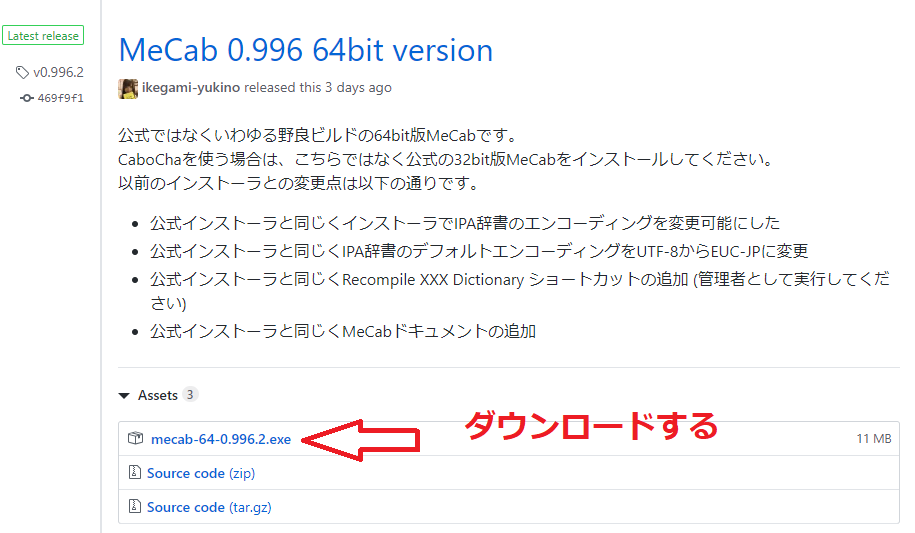 Latest release
v0.996.2
469f9f1
MeCab 0.996 64bit version
ikegami-yukino released this 3 days ago
公式ではなくいわゆる野良ビルドの64bit版MeCabです。
CaboChaを使う場合は、こちらではなく公式の32bit版MeCabをインストールしてください。
以前のインストーラとの変更点は以下の通りです。
公式インストーラと同じくインストーラでIPA辞書のエンコーディングを変更可能にした
公式インストーラと同じくIPA辞書のデフォルトエンコーディングをUTF-8からEUC-JPに変更
公式インストーラと同じくRecompile XXX Dictionary ショートカットの追加 (管理者として実行してくだ
さい)
公式インストーラと同じくMeCabドキュメントの追加
Assets 3
mecab-64-0.996.2.exe
ダウンロードする
11 MB
Source code (zip)
Source code (tar.gz)